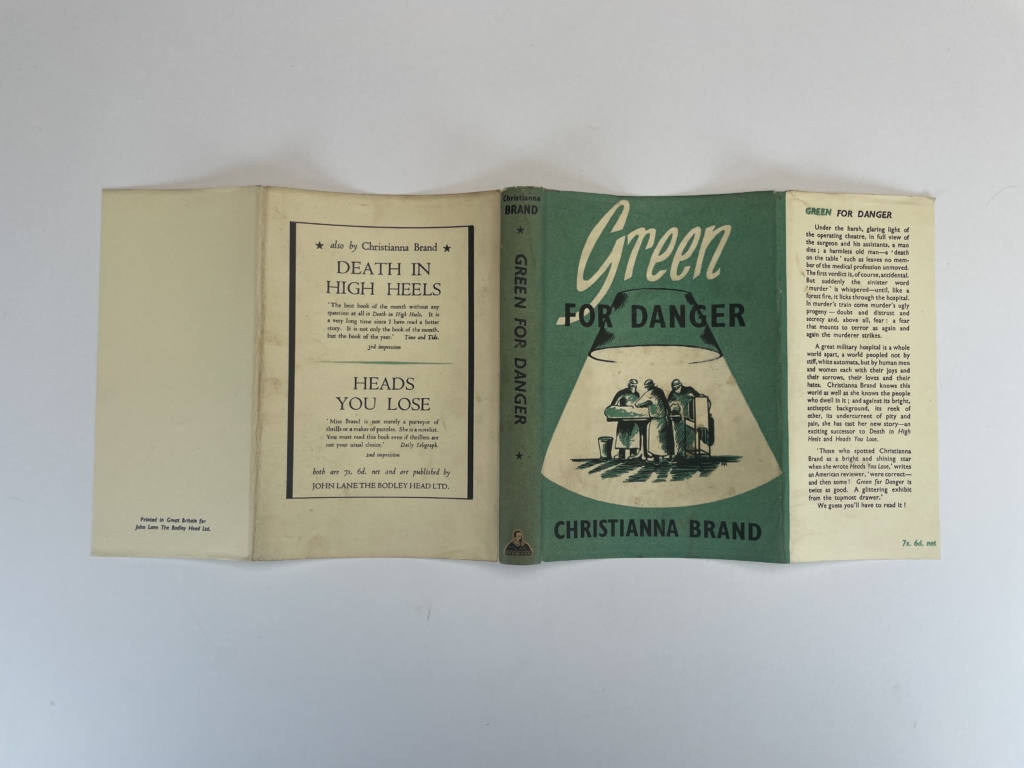 Printed in Great Britain for
John Lane The Bodley Head Ltd.
★ also by Christianna Brand ★
DEATH IN
HIGH HEELS
'The best book of the month without any
question at all is Death in High Heels. It is
a very long time since I have read a better
story. It is not only the book of the month,
but the book of the year.' Time and Tide.
3rd impression
HEADS
YOU LOSE
'Miss Brand is not merely a purveyor of
thrills or a maker of puzzles. She is a novelist.
You must read this book even if thrillers are
not your usual choice.' Daily Telegraph.
2nd impression
both are 7s. 6d. net and are published by
JOHN LANE THE BODLEY HEAD LTD.
Christianna
BRAND
★
GREEN FOR DANGER
★
Green
FOR DANGER
CHRISTIANNA BRAND
GREEN FOR DANGER
Under the harsh, glaring light of
the operating theatre, in full view of
the surgeon and his assistants, a man
dies; a harmless old man—a 'death
on the table' such as leaves no mem-
ber of the medical profession unmoved.
The first verdict is, of course, accidental.
But suddenly the sinister word
'murder' is whispered—until, like a
forest fire, it licks through the hospital.
In murder's train come murder's ugly
progeny—doubt and distrust and
secrecy and, above all, fear: a fear
that mounts to terror as again and
again the murderer strikes.
A great military hospital is a whole
world apart, a world peopled not by
stiff, white automata, but by human men
and women each with their joys and
their sorrows, their loves and their
hates. Christianna Brand knows this
world as well as she knows the people
who dwell in it; and against its bright,
antiseptic background, its reek of
ether, its undercurrent of pity and
pain, she has cast her new story—an
exciting successor to Death in High
Heels and Heads You Lose.
'Those who spotted Christianna
Brand as a bright and shining star
when she wrote Heads You Lose,' writes
an American reviewer, 'were correct—
and then some! Green for Danger is
twice as good. A glittering exhibit
from the topmost drawer.'
We guess you'll have to read it!
7s. 6d. net